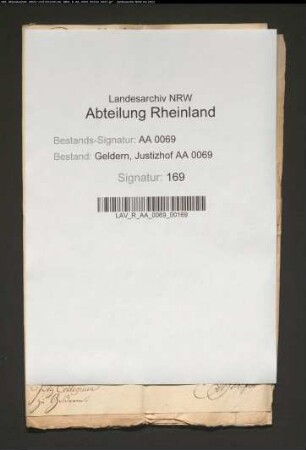 Landesarchiv NRW
Abteilung Rheinland
Bestands-Signatur: AA 0069
Bestand: Geldern, Justizhof AA 0069
Signatur: 169
LAV_R_AA_0069_00169